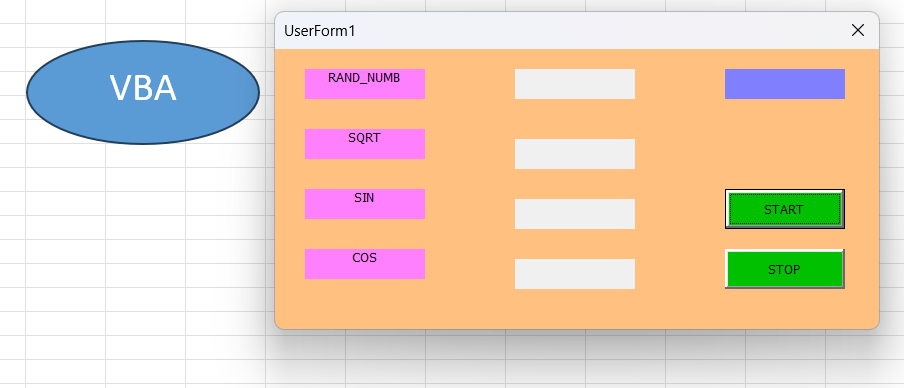 UserForm1
VBA
RAND_NUMB
SQRT
SIN
START
COS
STOP